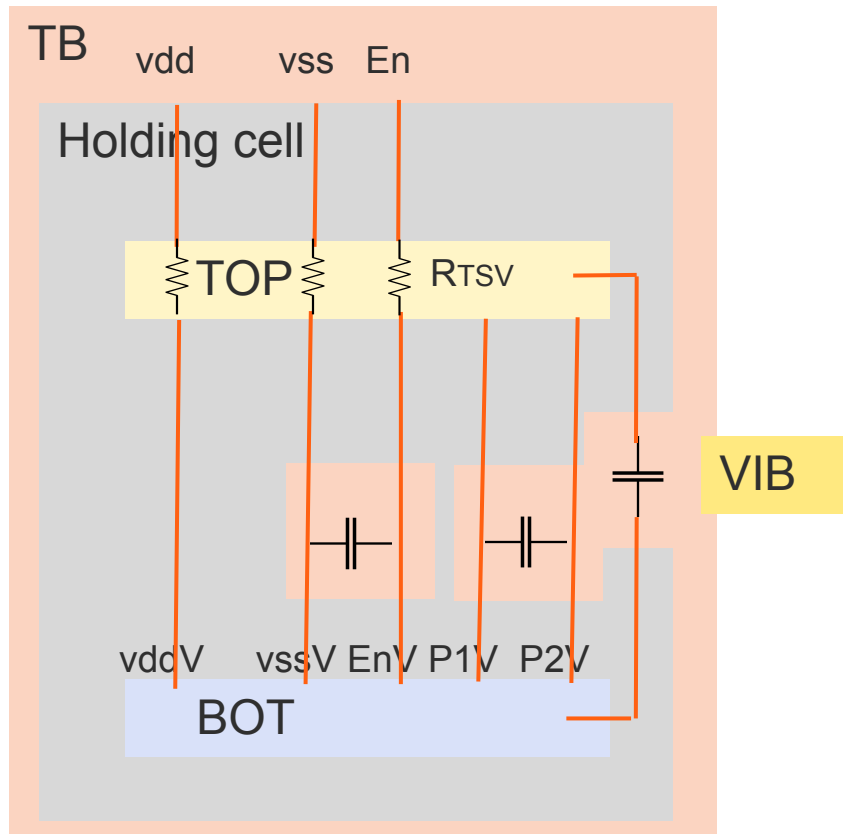 TB
vdd vss En
Holding cell
TOP RTSV
VIB
vddV vssV EnV P1V P2V
BOT